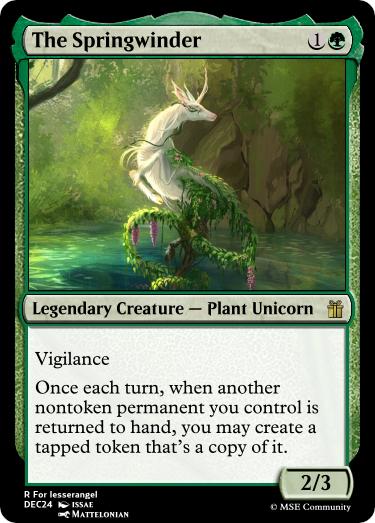 The Springwinder 1
Legendary Creature — Plant Unicorn
Vigilance
Once each turn, when another
nontoken permanent you control is
returned to hand, you may create a
tapped token that's a copy of it.
2/3
R For lesserangel
DEC24 ISSAE
Mattelonian
© MSE Community